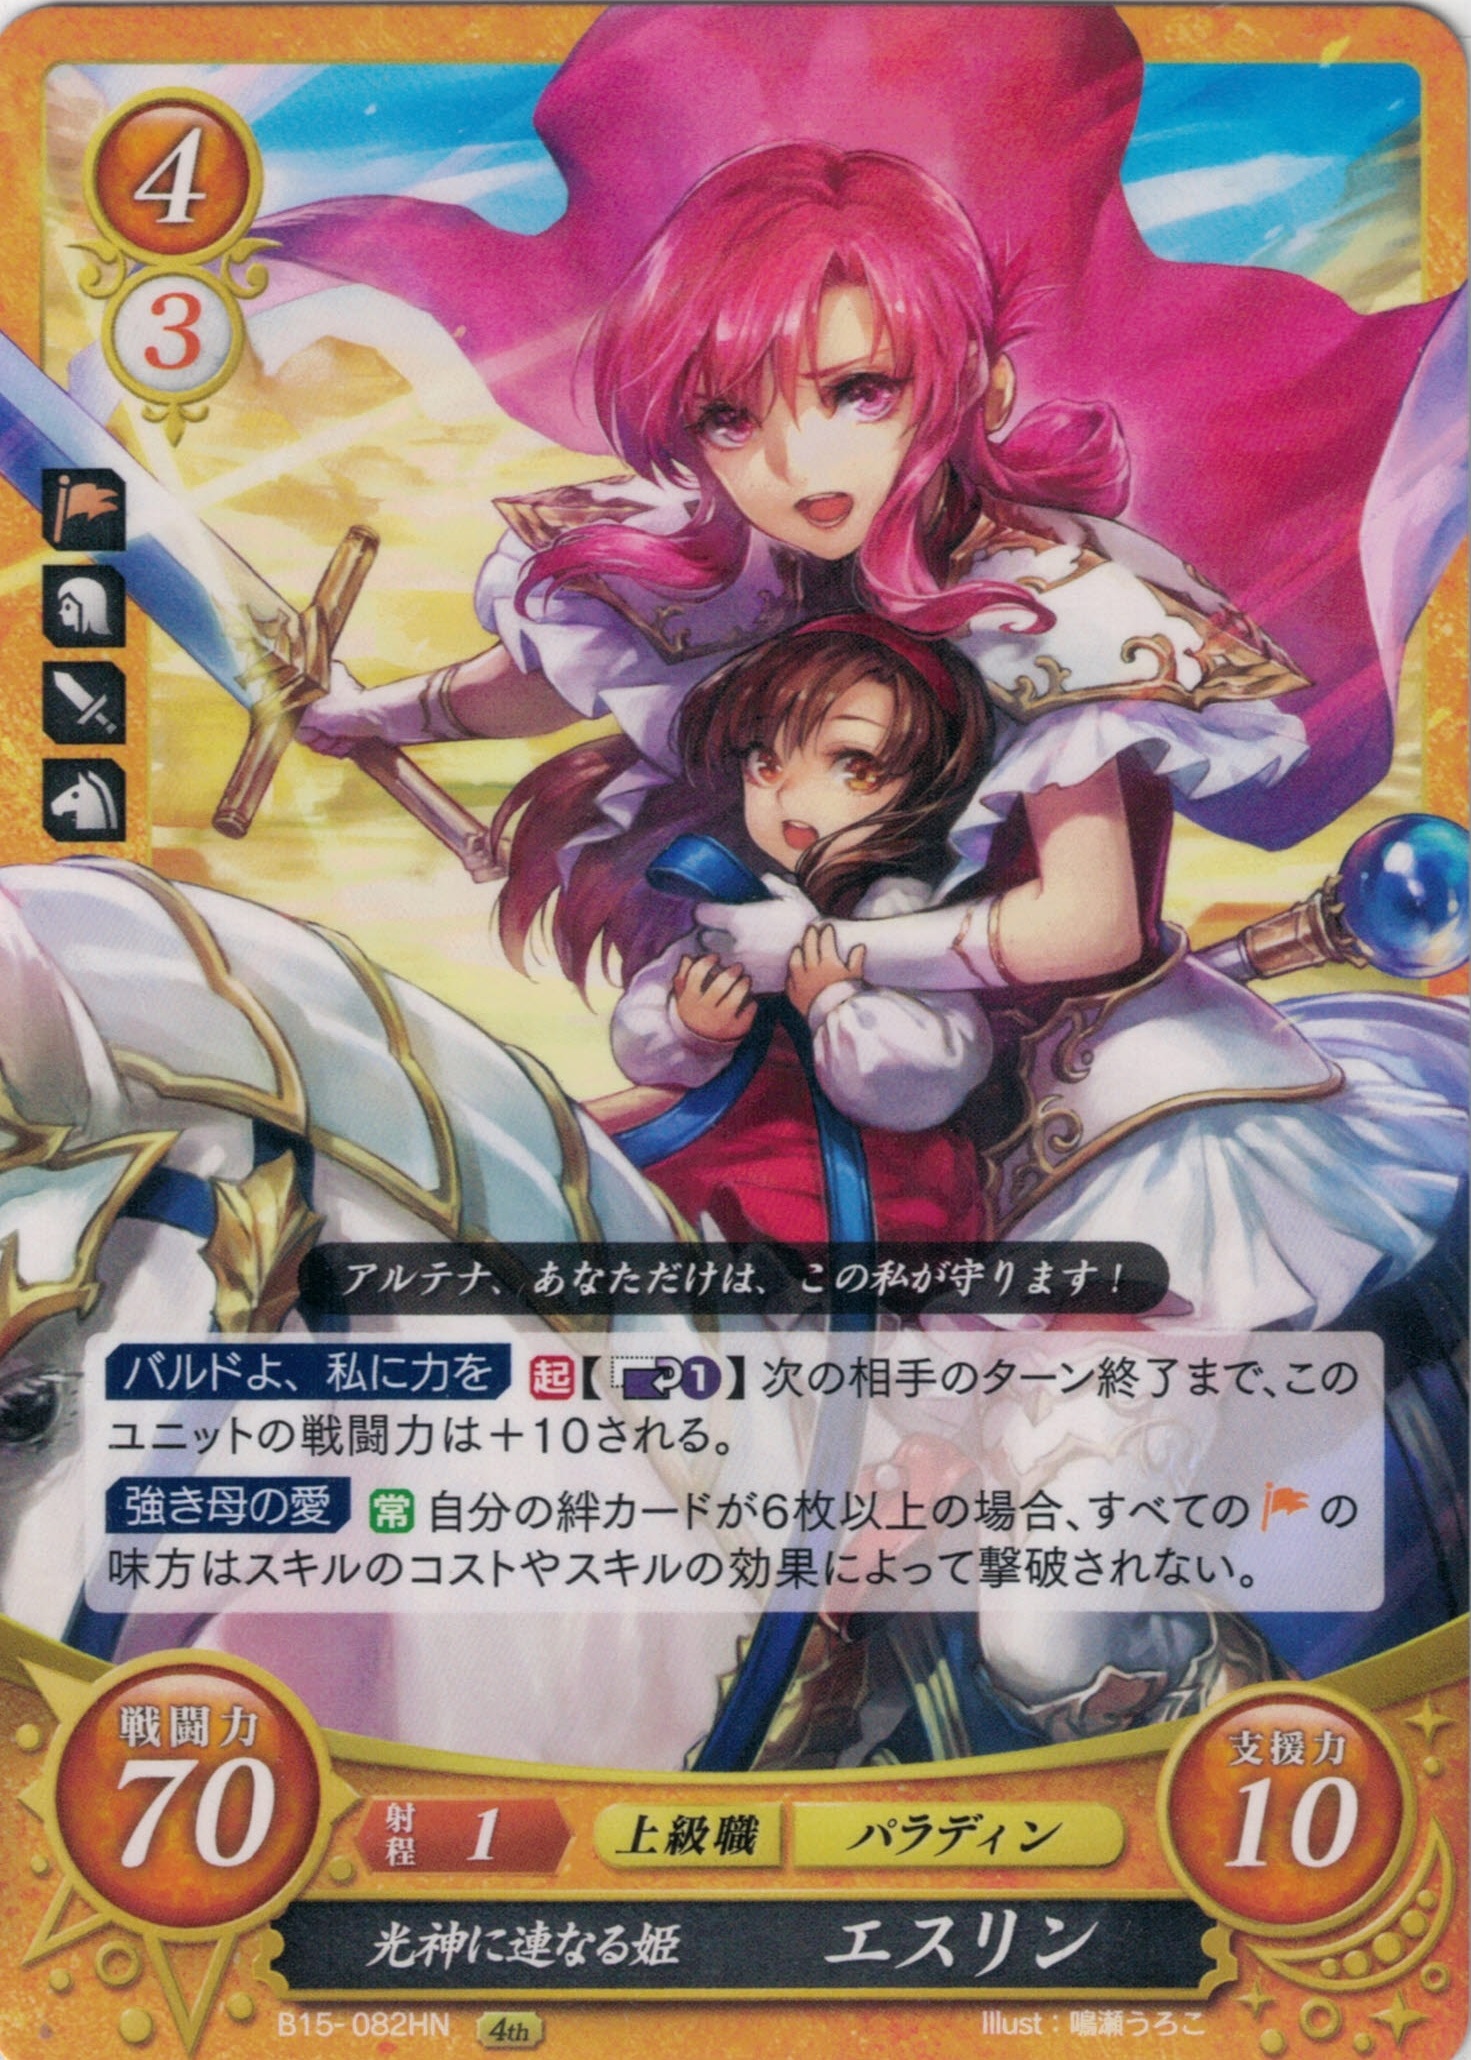 4
3
アルテナ、あなただけは、この私が守ります！
バルドよ、私に力を 起【1】次の相手のターン終了まで、この
ユニットの戦闘力は＋10される。
強き母の愛 常 自分の絆カードが6枚以上の場合、すべての の
味方はスキルのコストやスキルの効果によって撃破されない。
戦闘力
70
射程 1
上級職 パラディン
支援力
10
光神に連なる姫 エスリン
B15-082HN 4th
Illust：鳴瀬うろこ